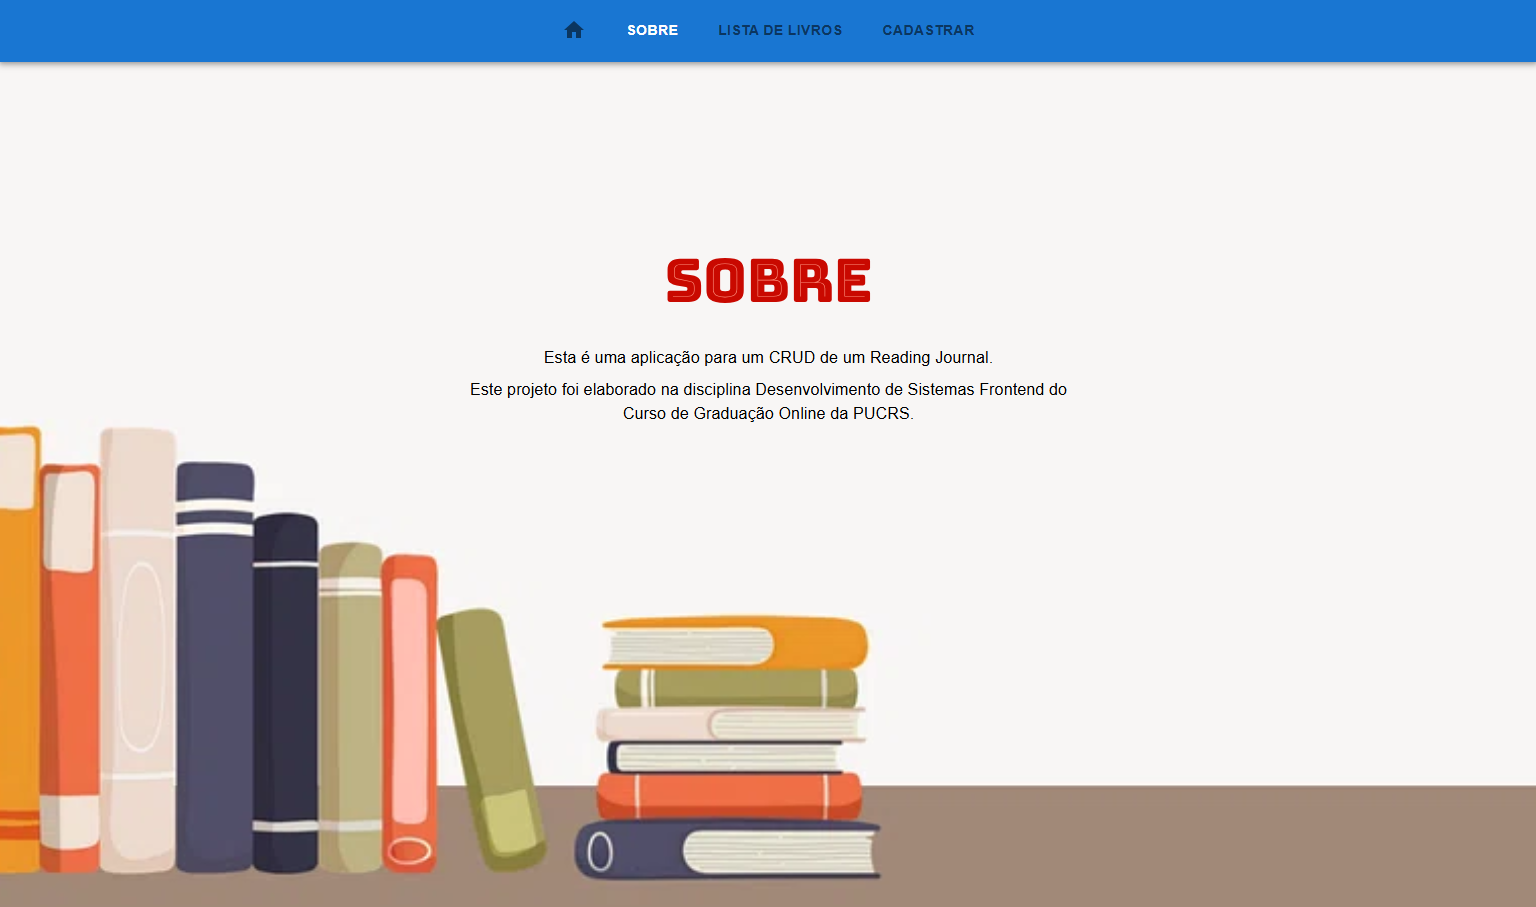 SOBRE
LISTA DE LIVROS
CADASTRAR
SOBRE
Esta é uma aplicação para um CRUD de um Reading Journal.
Este projeto foi elaborado na disciplina Desenvolvimento de Sistemas Frontend do
Curso de Graduação Online da PUCRS.